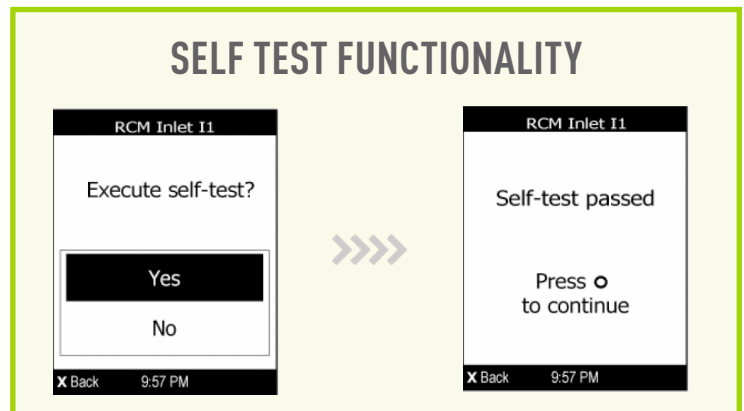 SELF TEST FUNCTIONALITY
RCM Inlet I1
Execute self-test?
Yes
No
X Back 9:57 PM
RCM Inlet I1
Self-test passed
Press O
to continue
X Back 9:57 PM